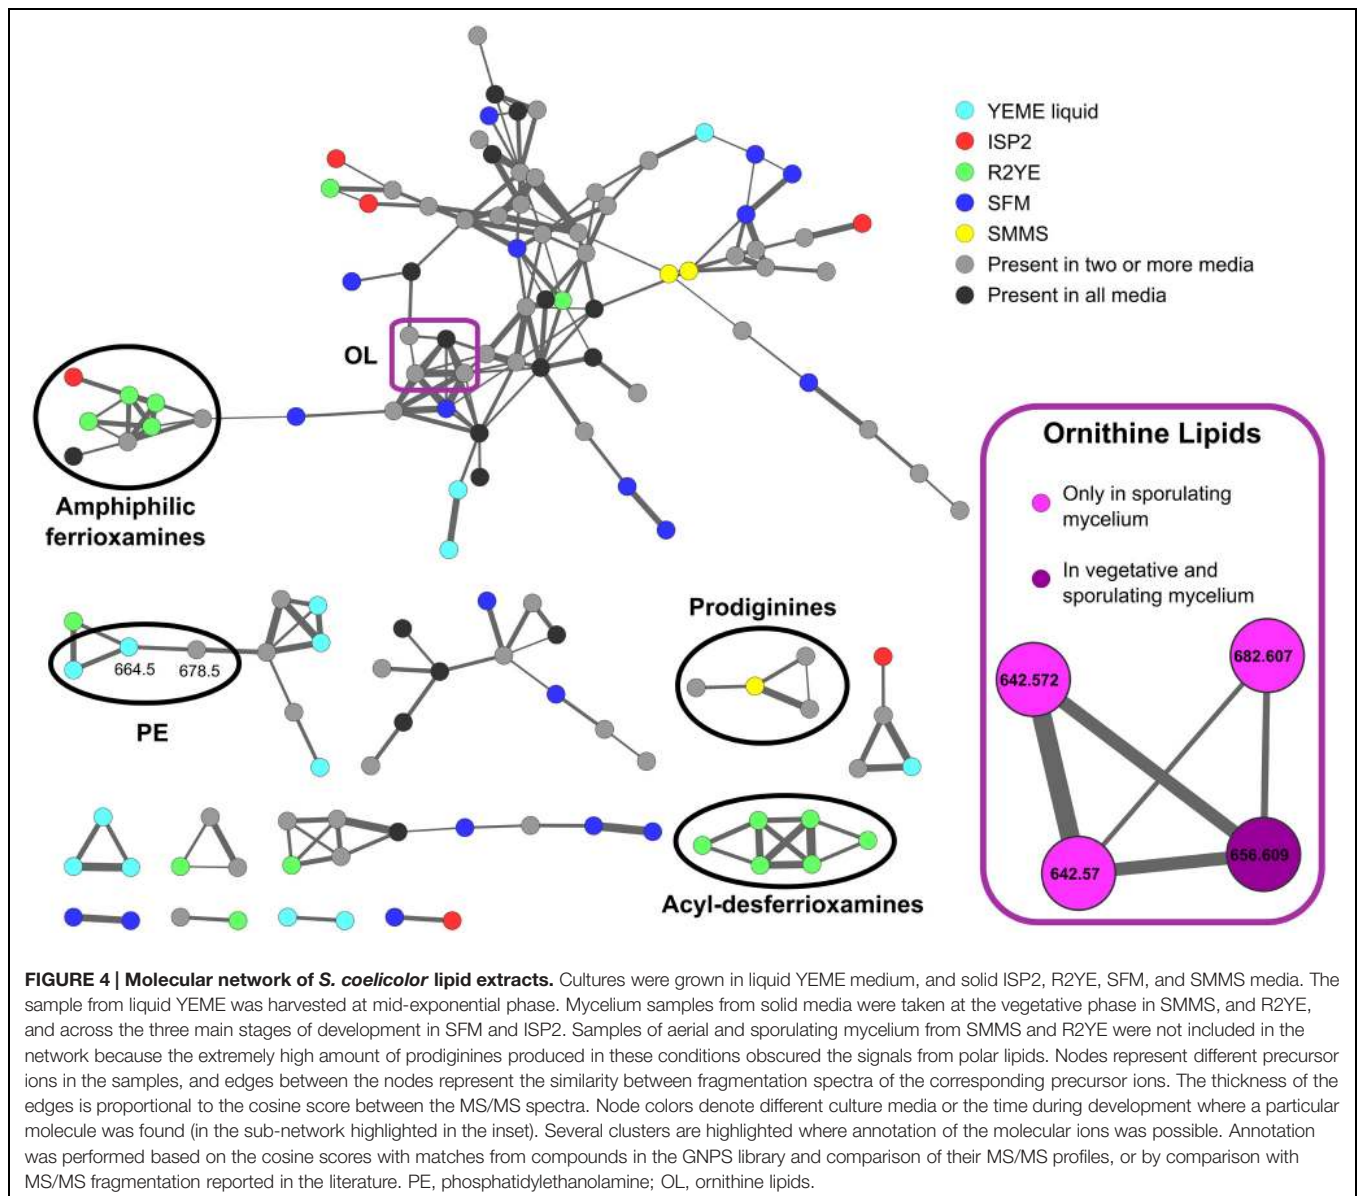 YEME liquid
ISP2
R2YE
SFM
SMMS
Present in two or more media
Present in all media
OL
Amphiphilic
ferrioxamines
Ornithine Lipids
Only in sporulating
mycelium
In vegetative and
sporulating mycelium
682.607
642.572
656.609
642.57
664.5
678.5
PE
Prodiginines
Acyl-desferrioxamines
FIGURE 4 | Molecular network of S. coelicolor lipid extracts. Cultures were grown in liquid YEME medium, and solid ISP2, R2YE, SFM, and SMMS media. The
sample from liquid YEME was harvested at mid-exponential phase. Mycelium samples from solid media were taken at the vegetative phase in SMMS, and R2YE,
and across the three main stages of development in SFM and ISP2. Samples of aerial and sporulating mycelium from SMMS and R2YE were not included in the
network because the extremely high amount of prodiginines produced in these conditions obscured the signals from polar lipids. Nodes represent different precursor
ions in the samples, and edges between the nodes represent the similarity between fragmentation spectra of the corresponding precursor ions. The thickness of the
edges is proportional to the cosine score between the MS/MS spectra. Node colors denote different culture media or the time during development where a particular
molecule was found (in the sub-network highlighted in the inset). Several clusters are highlighted where annotation of the molecular ions was possible. Annotation
was performed based on the cosine scores with matches from compounds in the GNPS library and comparison of their MS/MS profiles, or by comparison with
MS/MS fragmentation reported in the literature. PE, phosphatidylethanolamine; OL, ornithine lipids.